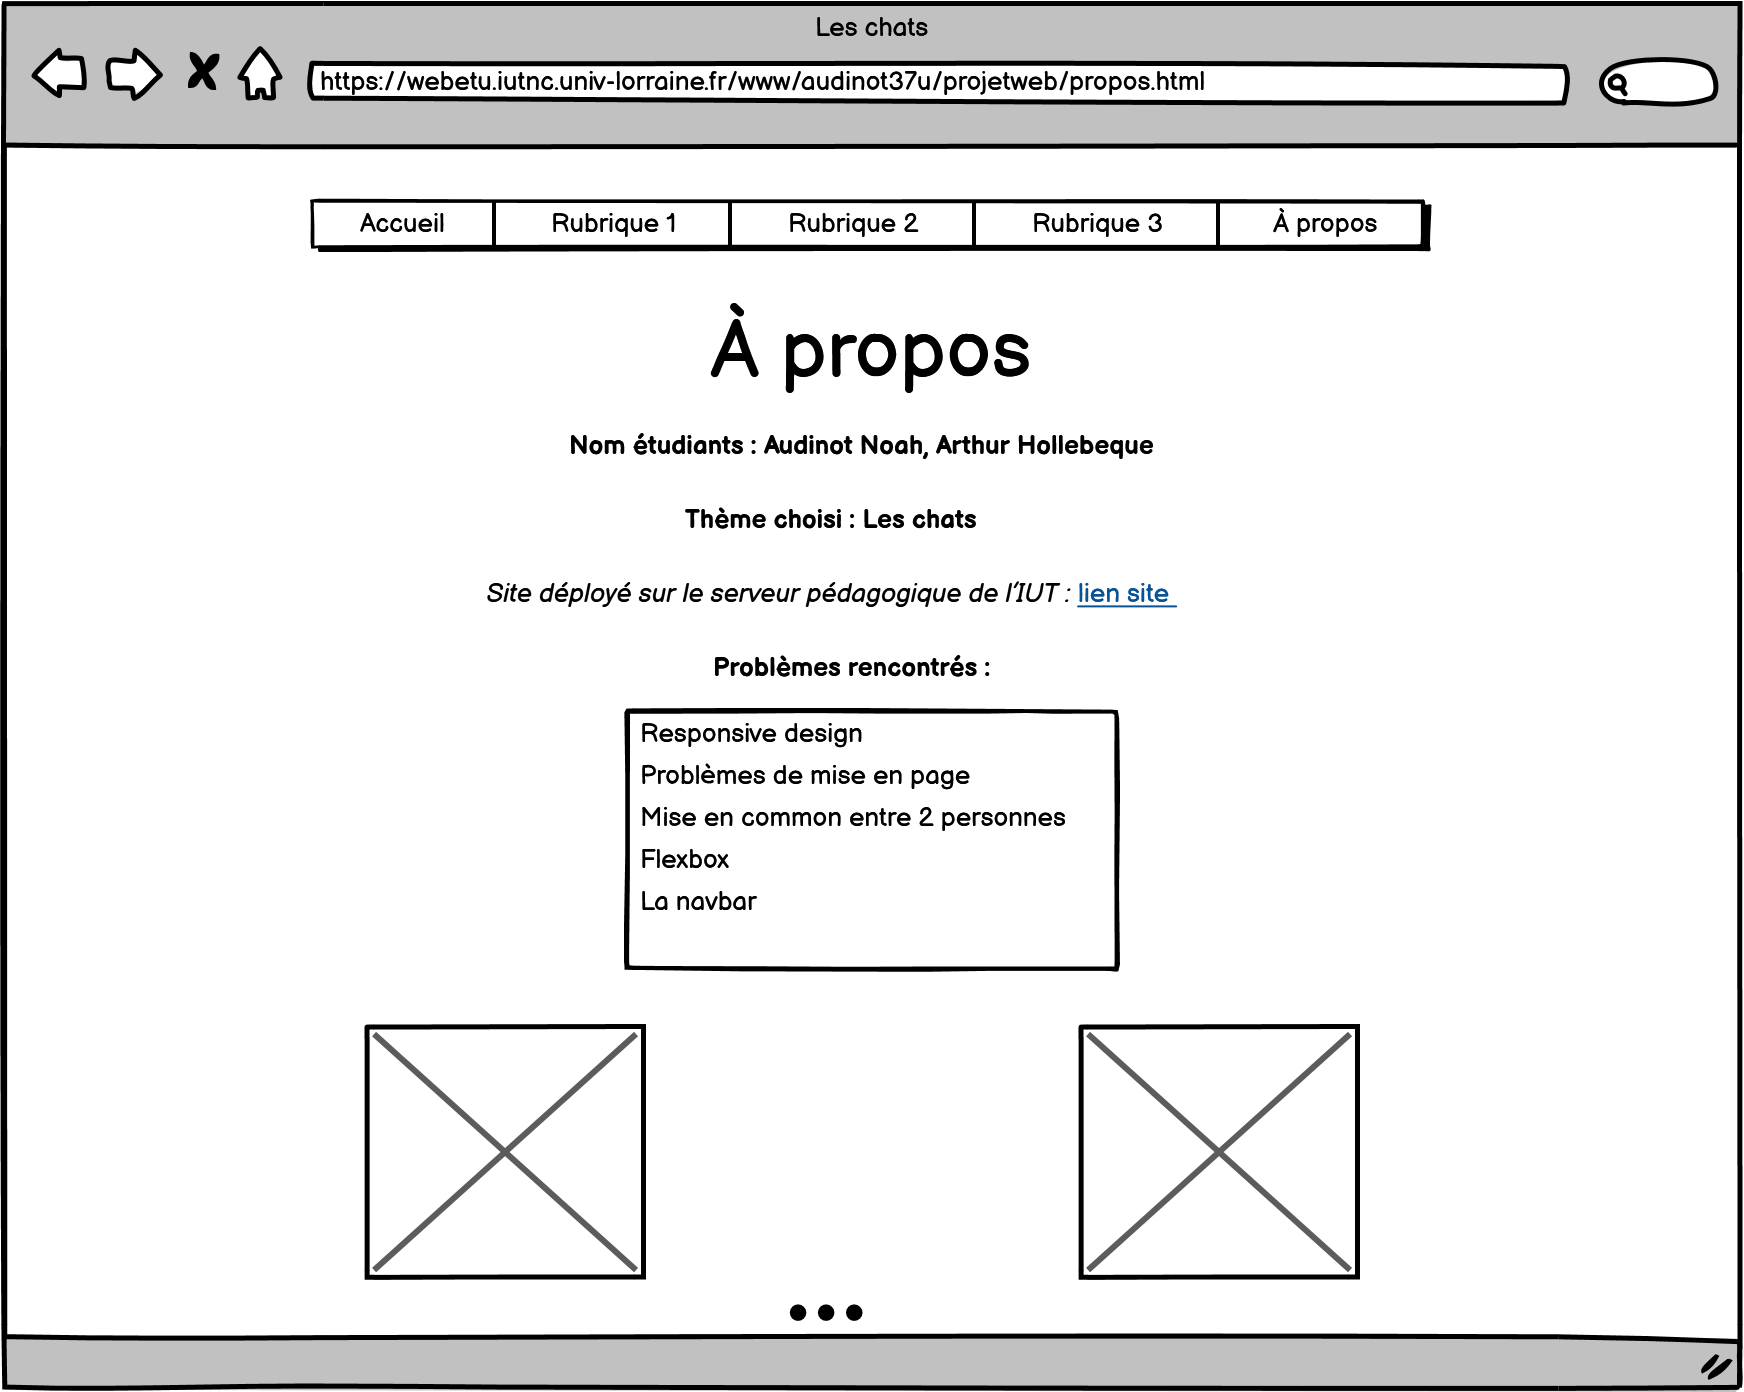 Les chats
https://webetu.iutnc.univ-lorraine.fr/www/audinot37u/projetweb/propos.html
Accueil Rubrique 1 Rubrique 2 Rubrique 3 À propos
À propos
Nom étudiants : Audinot Noah, Arthur Hollebeque
Thème choisi : Les chats
Site déployé sur le serveur pédagogique de l'IUT : lien site
Problèmes rencontrés :
Responsive design
Problèmes de mise en page
Mise en common entre 2 personnes
Flexbox
La navbar